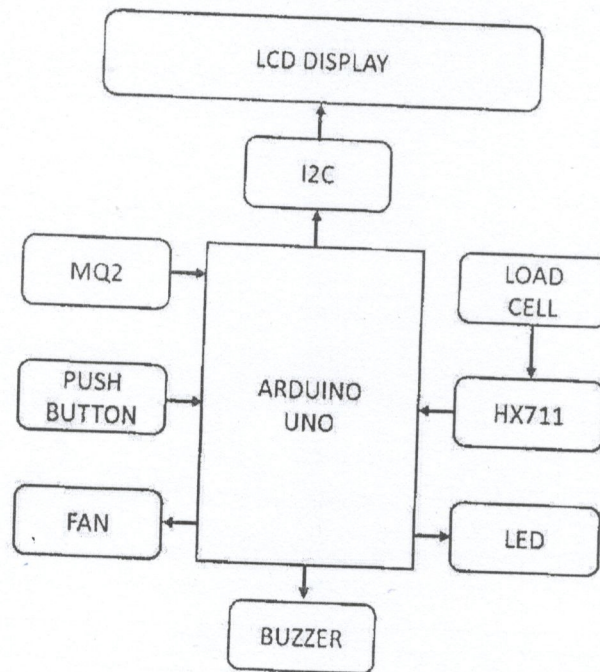 LCD DISPLAY
I2C
MQ2
LOAD
CELL
PUSH
BUTTON
ARDUINO
UNO
HX711
FAN
LED
BUZZER